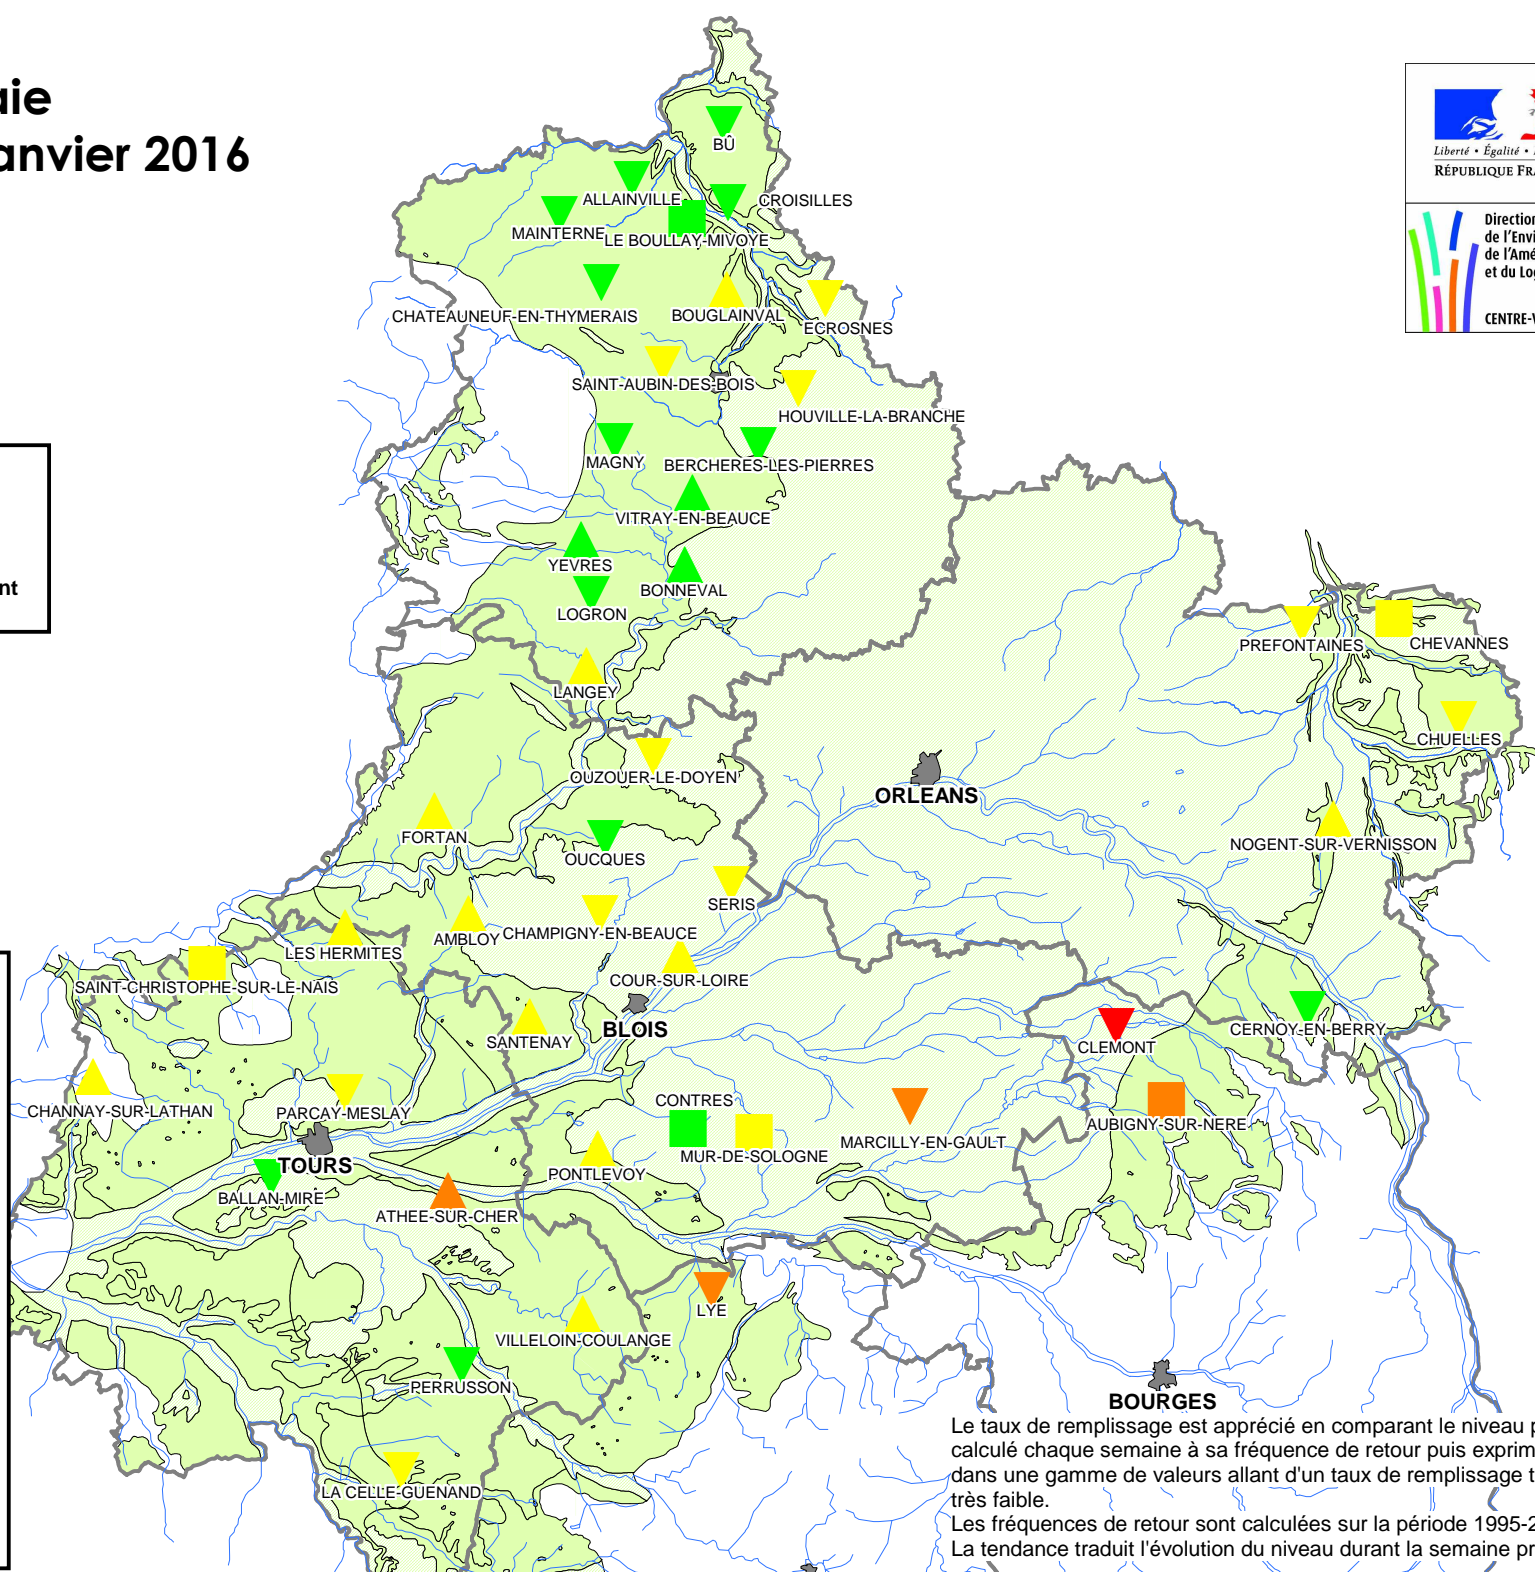 aie
anvier 2016
Liberté • Égalité •
RÉPUBLIQUE FRA
Direction
de l'Envi
de l'Amé
et du Log
CENTRE-V
nt
BÛ
ALLAINVILLE
CROISILLES
MAINTERNE
LE BOULLAY-MIVOYE
CHATEAUNEUF-EN-THYMERAIS
BOUGLAINVAL
ECROSNES
SAINT-AUBIN-DES-BOIS
HOUVILLE-LA-BRANCHE
MAGNY
BERCHERES-LES-PIERRES
VITRAY-EN-BEAUCE
YEVRES
BONNEVAL
LOGRON
PREFONTAINES
CHEVANNES
LANGEY
CHUELLES
OUZOUER-LE-DOYEN
ORLEANS
FORTAN
OUCQUES
NOGENT-SUR-VERNISSON
SERIS
AMBLOY
CHAMPIGNY-EN-BEAUCE
LES HERMITES
COUR-SUR-LOIRE
SAINT-CHRISTOPHE-SUR-LE-NAIS
BLOIS
CERNOY-EN-BERRY
SANTENAY
CLEMONT
CONTRES
CHANNAY-SUR-LATHAN
PARCAY-MESLAY
AUBIGNY-SUR-NERE
MARCILLY-EN-GAULT
MUR-DE-SOLOGNE
TOURS
PONTLEVOY
BALLAN-MIRE
ATHEE-SUR-CHER
LYE
VILLELOIN-COULANGE
PERRUSSON
BOURGES
LA CELLE-GUENAND
Le taux de remplissage est apprécié en comparant le niveau p
calculé chaque semaine à sa fréquence de retour puis exprim
dans une gamme de valeurs allant d'un taux de remplissage t
très faible.
Les fréquences de retour sont calculées sur la période 1995-2
La tendance traduit l'évolution du niveau durant la semaine pr